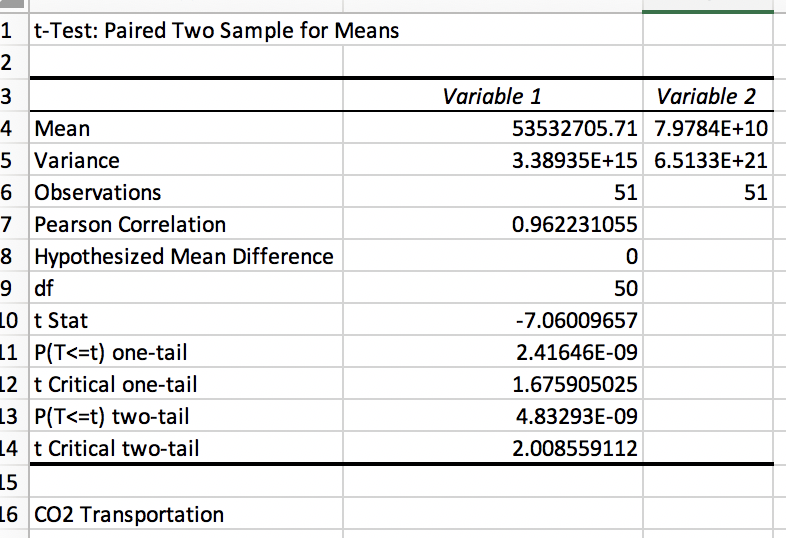 1 t-Test: Paired Two Sample for Means
2
3 Variable 1 Variable 2
4 Mean 53532705.71 7.9784E+10
5 Variance 3.38935E+15 6.5133E+21
6 Observations 51 51
7 Pearson Correlation 0.962231055
8 Hypothesized Mean Difference 0
9 df 50
10 t Stat -7.06009657
11 P(T<=t) one-tail 2.41646E-09
12 t Critical one-tail 1.675905025
13 P(T<=t) two-tail 4.83293E-09
14 t Critical two-tail 2.008559112
15
16 CO2 Transportation